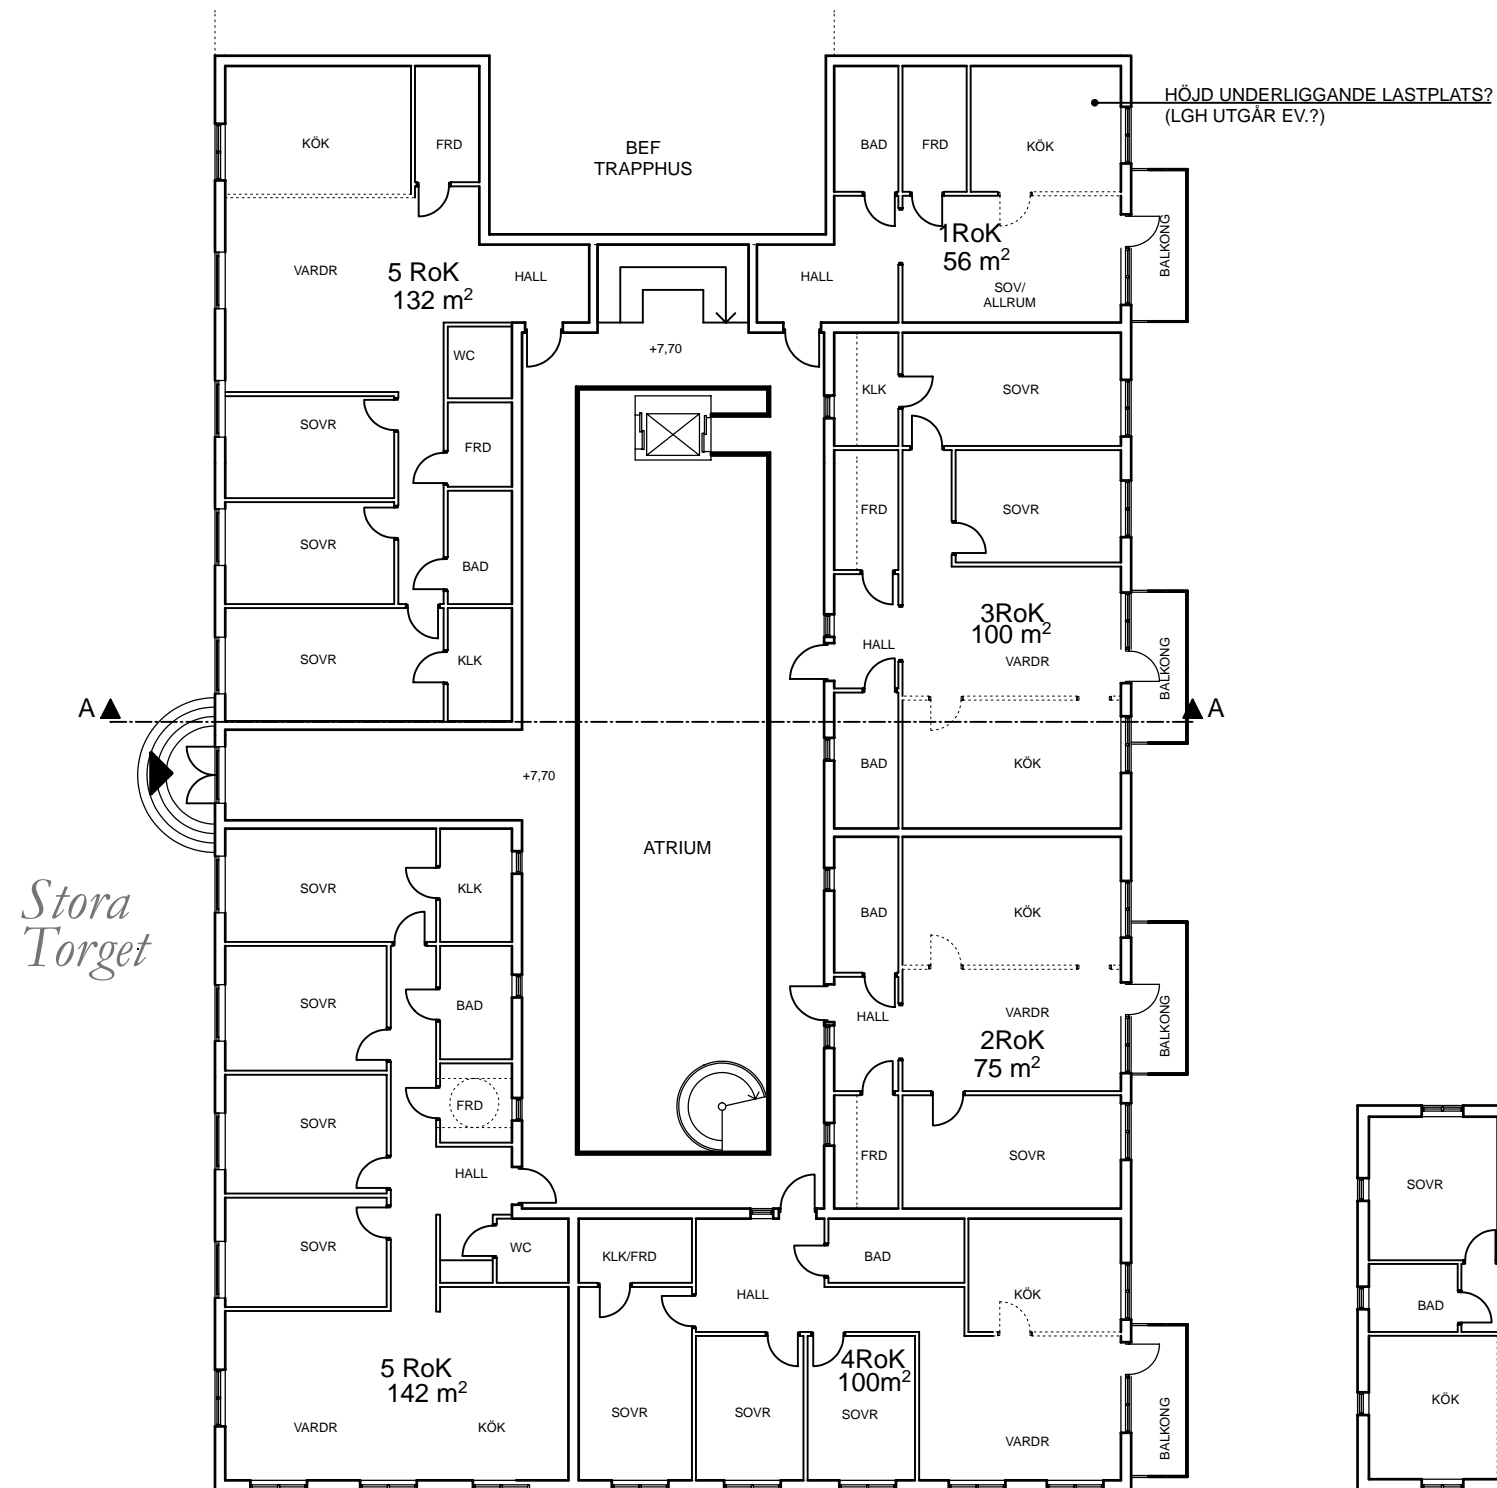 HÖJD UNDERLIGGANDE LASTPLATS?
(LGH UTGÅR EV.?)
KÖK
FRD
BEF
TRAPPHUS
BAD
FRD
KÖK
BALKONG
VARDR
5 RoK
132 m²
HALL
HALL
1RoK
56 m²
SOV/
ALLRUM
WC
+7,70
SOVR
FRD
KLK
SOVR
SOVR
BAD
FRD
SOVR
SOVR
KLK
HALL
3RoK
100 m²
VARDR
BALKONG
A
A
+7,70
BAD
KÖK
ATRIUM
Stora
Torget
SOVR
KLK
BAD
KÖK
SOVR
BAD
HALL
VARDR
2RoK
75 m²
BALKONG
SOVR
FRD
HALL
FRD
SOVR
SOVR
WC
KLK/FRD
HALL
BAD
KÖK
5 RoK
142 m²
VARDR
KÖK
SOVR
SOVR
4RoK
100m²
SOVR
VARDR
BALKONG
SOVR
BAD
KÖK